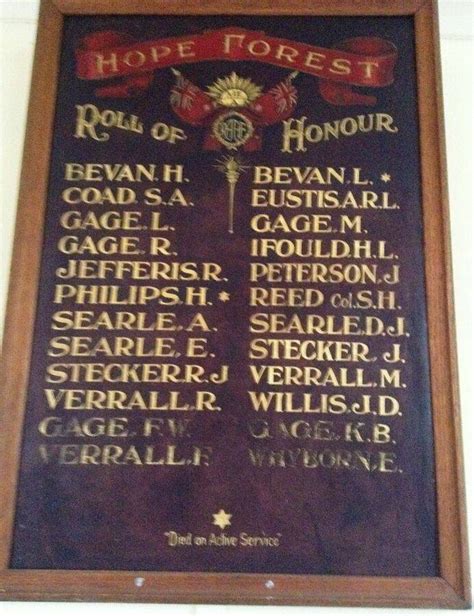 HOPE FOREST
ROLL OF HONOUR
BEVAN. H. BEVAN. L. *
COAD. S.A. EUSTIS. A.R.L.
GAGE. L. GAGE. M.
GAGE. R. IFOULD. H.L.
JEFFERIS. R. PETERSON. J
PHILIPS. H. * REED Col. S.H.
SEARLE. A. SEARLE. D.J.
SEARLE. E. STECKER. J.
STECKER. R.J VERRALL. M.
VERRALL. R. WILLIS. J.D.
GAGE. F.W. GAGE. K.B.
VERRALL. F. WHYBORN. E.
"Died on Active Service"